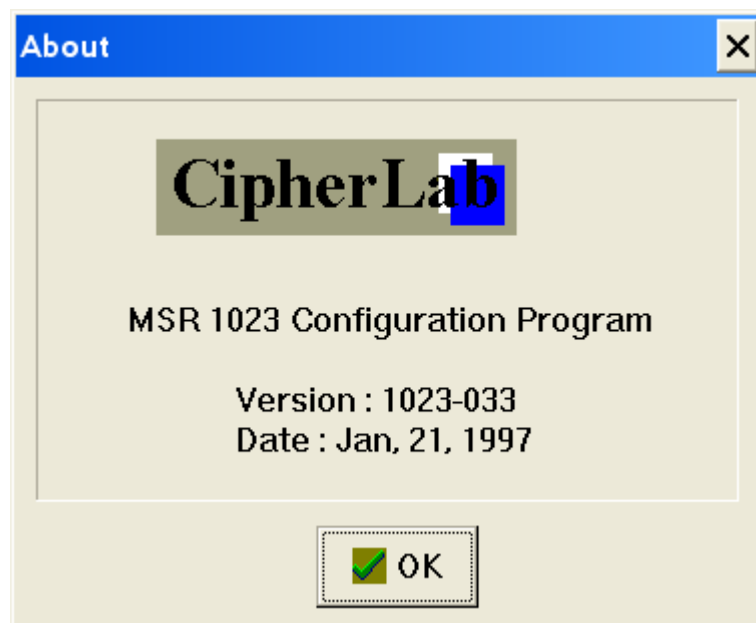 About
CipherLab
MSR 1023 Configuration Program
Version : 1023-033
Date : Jan, 21, 1997
OK